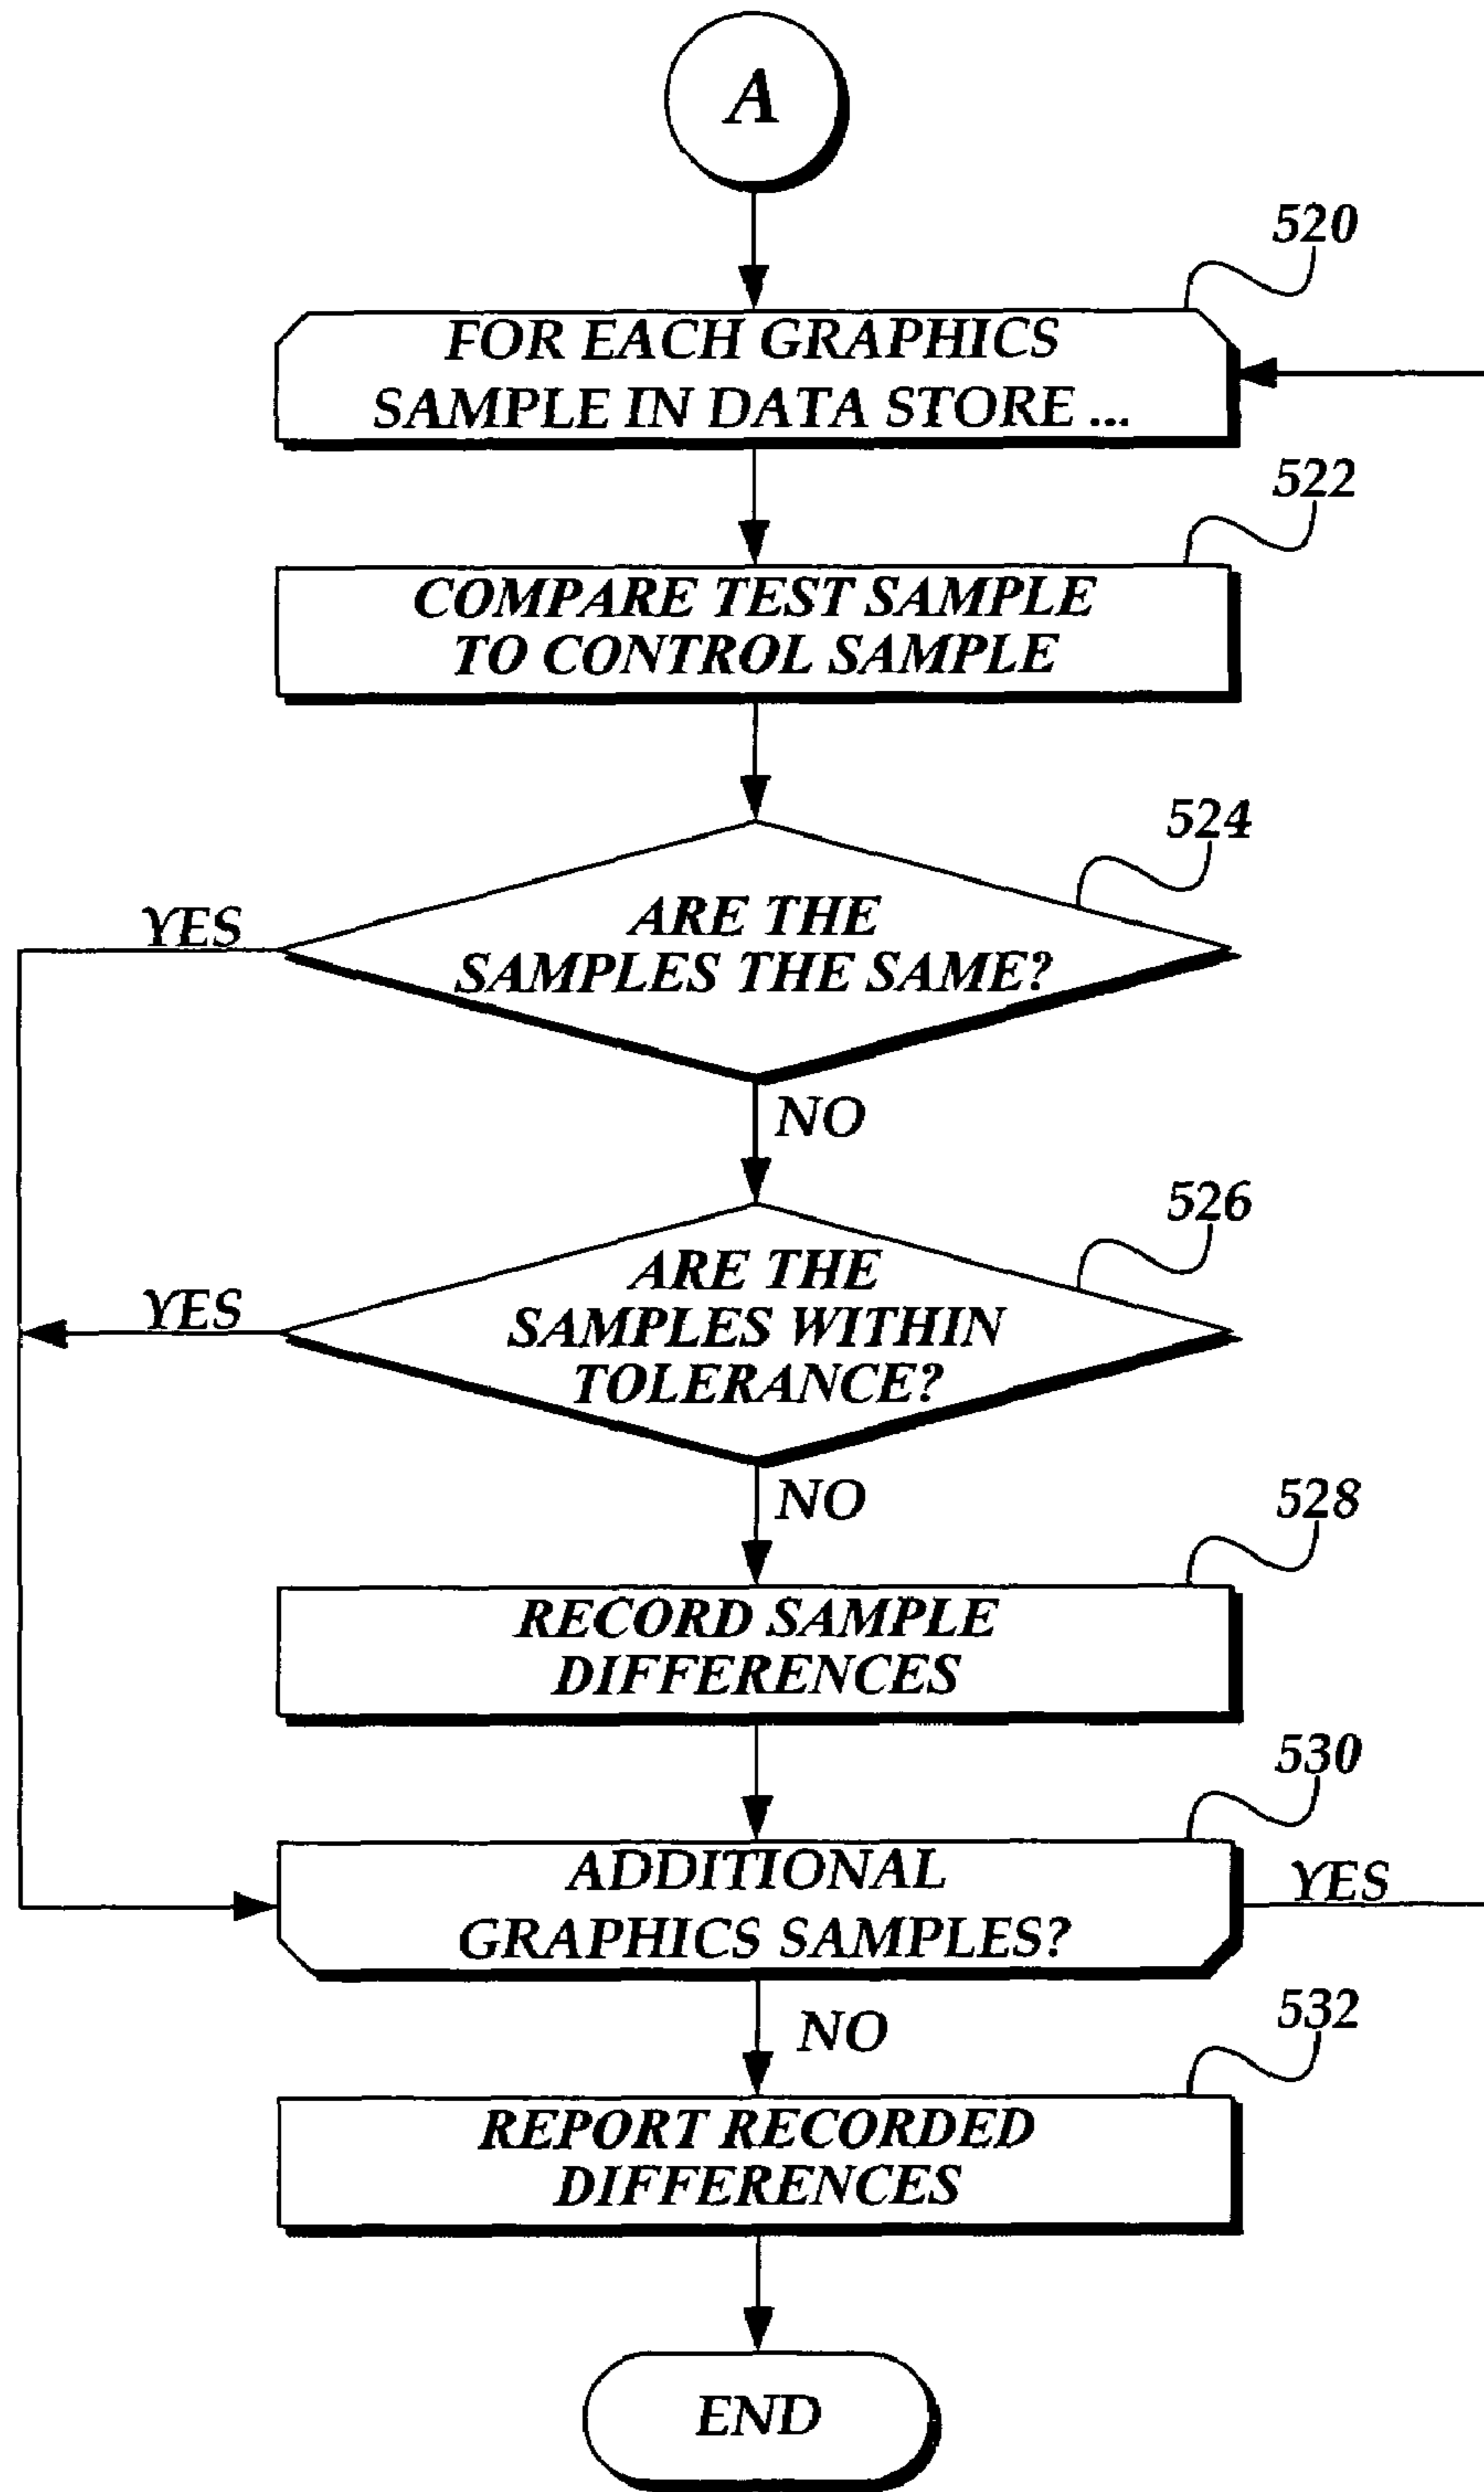 A
520
FOR EACH GRAPHICS
SAMPLE IN DATA STORE ...
522
COMPARE TEST SAMPLE
TO CONTROL SAMPLE
524
YES
ARE THE
SAMPLES THE SAME?
NO
526
YES
ARE THE
SAMPLES WITHIN
TOLERANCE?
NO
528
RECORD SAMPLE
DIFFERENCES
530
ADDITIONAL
GRAPHICS SAMPLES?
YES
NO
532
REPORT RECORDED
DIFFERENCES
END